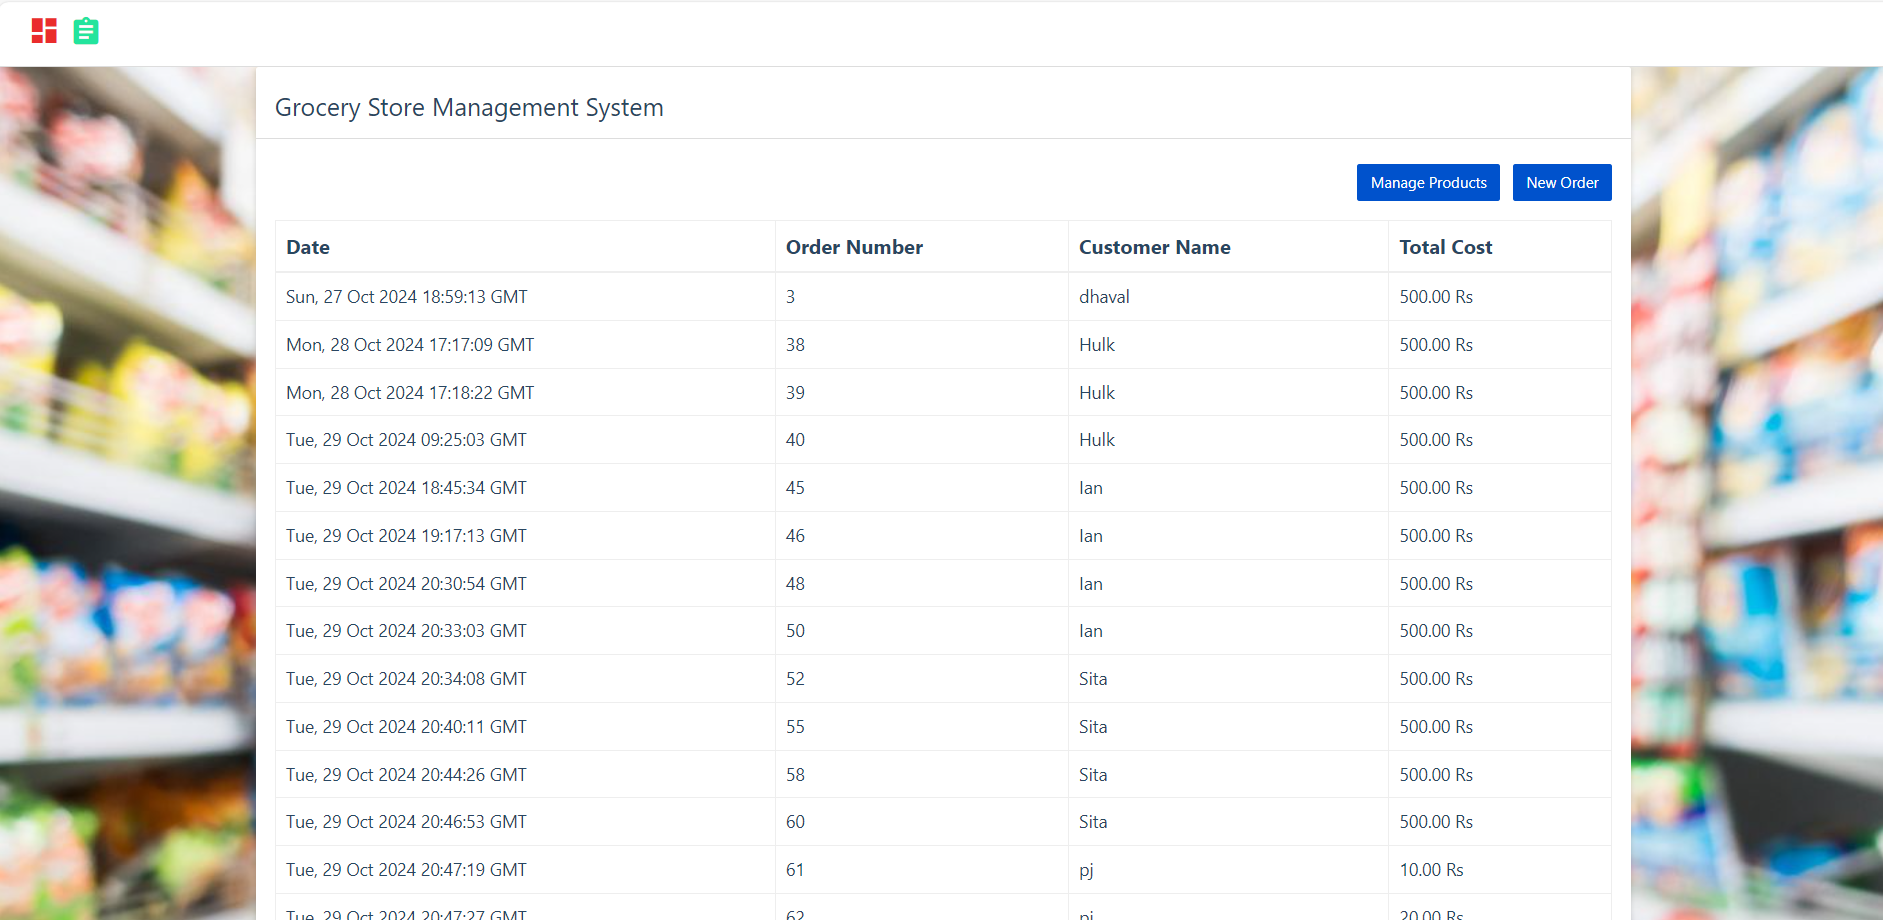 Grocery Store Management System
Manage Products New Order
Date Order Number Customer Name Total Cost
Sun, 27 Oct 2024 18:59:13 GMT 3 dhaval 500.00 Rs
Mon, 28 Oct 2024 17:17:09 GMT 38 Hulk 500.00 Rs
Mon, 28 Oct 2024 17:18:22 GMT 39 Hulk 500.00 Rs
Tue, 29 Oct 2024 09:25:03 GMT 40 Hulk 500.00 Rs
Tue, 29 Oct 2024 18:45:34 GMT 45 Ian 500.00 Rs
Tue, 29 Oct 2024 19:17:13 GMT 46 Ian 500.00 Rs
Tue, 29 Oct 2024 20:30:54 GMT 48 Ian 500.00 Rs
Tue, 29 Oct 2024 20:33:03 GMT 50 Ian 500.00 Rs
Tue, 29 Oct 2024 20:34:08 GMT 52 Sita 500.00 Rs
Tue, 29 Oct 2024 20:40:11 GMT 55 Sita 500.00 Rs
Tue, 29 Oct 2024 20:44:26 GMT 58 Sita 500.00 Rs
Tue, 29 Oct 2024 20:46:53 GMT 60 Sita 500.00 Rs
Tue, 29 Oct 2024 20:47:19 GMT 61 pj 10.00 Rs
Tue, 29 Oct 2024 20:47:27 GMT 62 pj 20.00 Rs